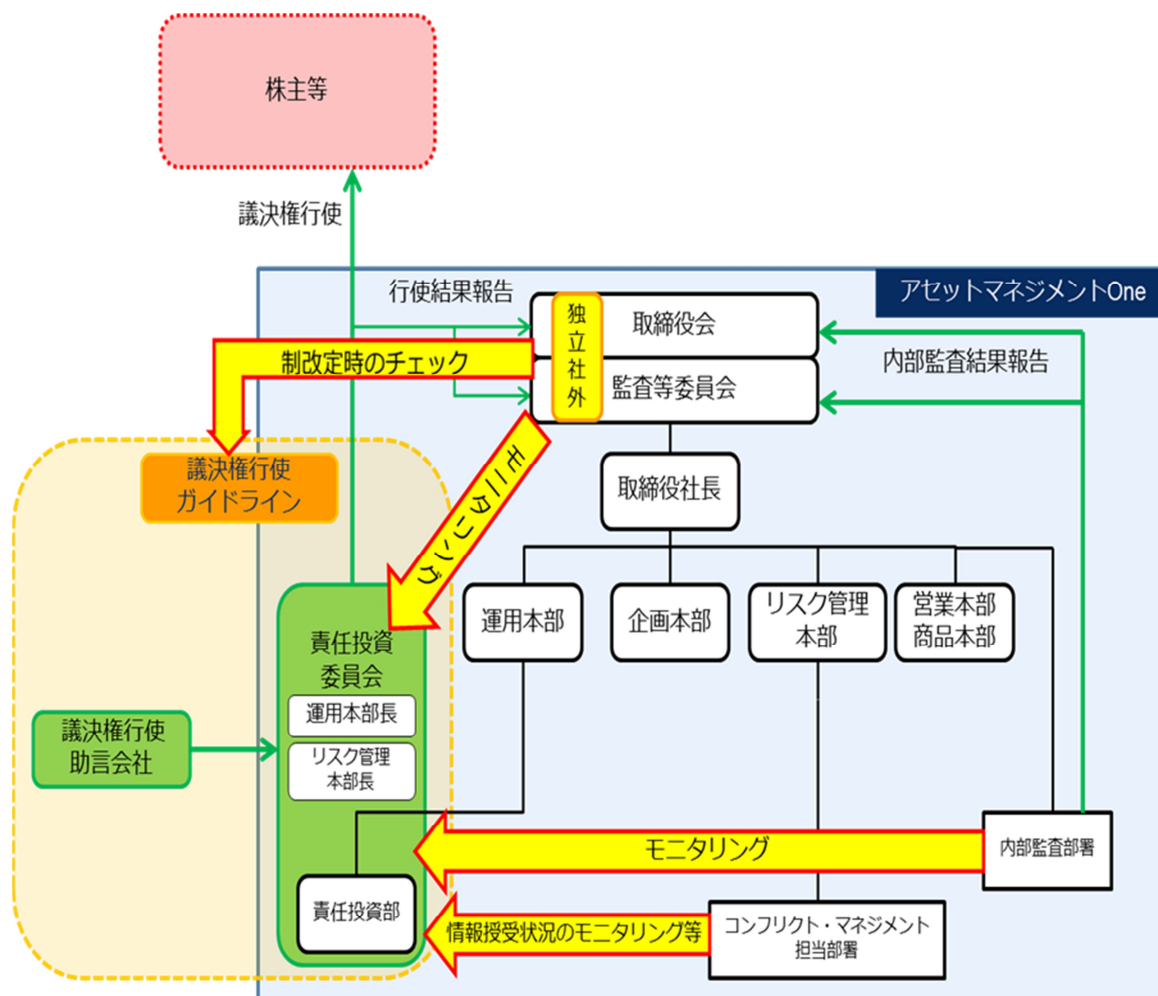 株主等
議決権行使
アセットマネジメントOne
行使結果報告
独立社外
取締役会
制改定時のチェック
監査等委員会
内部監査結果報告
議決権行使
ガイドライン
モニタリング
取締役社長
運用本部
企画本部
リスク管理
本部
営業本部
商品本部
責任投資
委員会
運用本部長
リスク管理
本部長
議決権行使
助言会社
モニタリング
内部監査部署
責任投資部
情報授受状況のモニタリング等
コンフリクト・マネジメント
担当部署